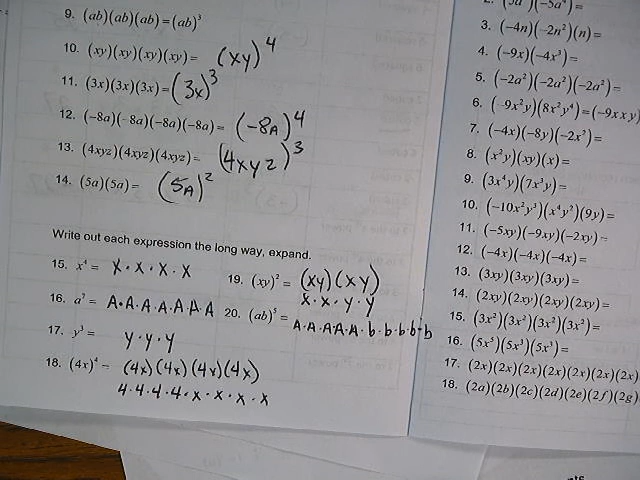 9. (ab)(ab)(ab) = (ab)³
10. (xy)(xy)(xy)(xy) = (xy)⁴
11. (3x)(3x)(3x) = (3x)³
12. (-8a)(-8a)(-8a)(-8a) = (-8A)⁴
13. (4xyz)(4xyz)(4xyz) = (4xyz)³
14. (5a)(5a) = (5A)²
Write out each expression the long way, expand.
15. x⁴ = x · x · x · x
16. a⁷ = A·A·A·A·A·A·A
17. y³ =
y · y · y
18. (4x)⁴ = (4x)(4x)(4x)(4x)
4·4·4·4·x·x·x·x
19. (xy)² = (xy)(xy)
x·x·y·y
20. (ab)⁵ =
A·A·A·A·A·b·b·b·b·b
3. (-4n)(-2n²)(n) =
4. (-9x)(-4x³) =
5. (-2a²)(-2a²)(-2a²) =
6. (-9x²y)(8x²y⁴) = (-9xxy
7. (-4x)(-8y)(-2x²) =
8. (x²y)(xy)(x) =
9. (3x⁴y)(7x³y) =
10. (-10x²y³)(x⁴y²)(9y) =
11. (-5xy)(-9xy)(-2xy) =
12. (-4x)(-4x)(-4x) =
13. (3xy)(3xy)(3xy) =
14. (2xy)(2xy)(2xy)(2xy) =
15. (3x²)(3x²)(3x²)(3x²) =
16. (5x⁵)(5x³)(5x³) =
17. (2x)(2x)(2x)(2x)(2x)(2x)(2x)
18. (2a)(2b)(2c)(2d)(2e)(2f)(2g)